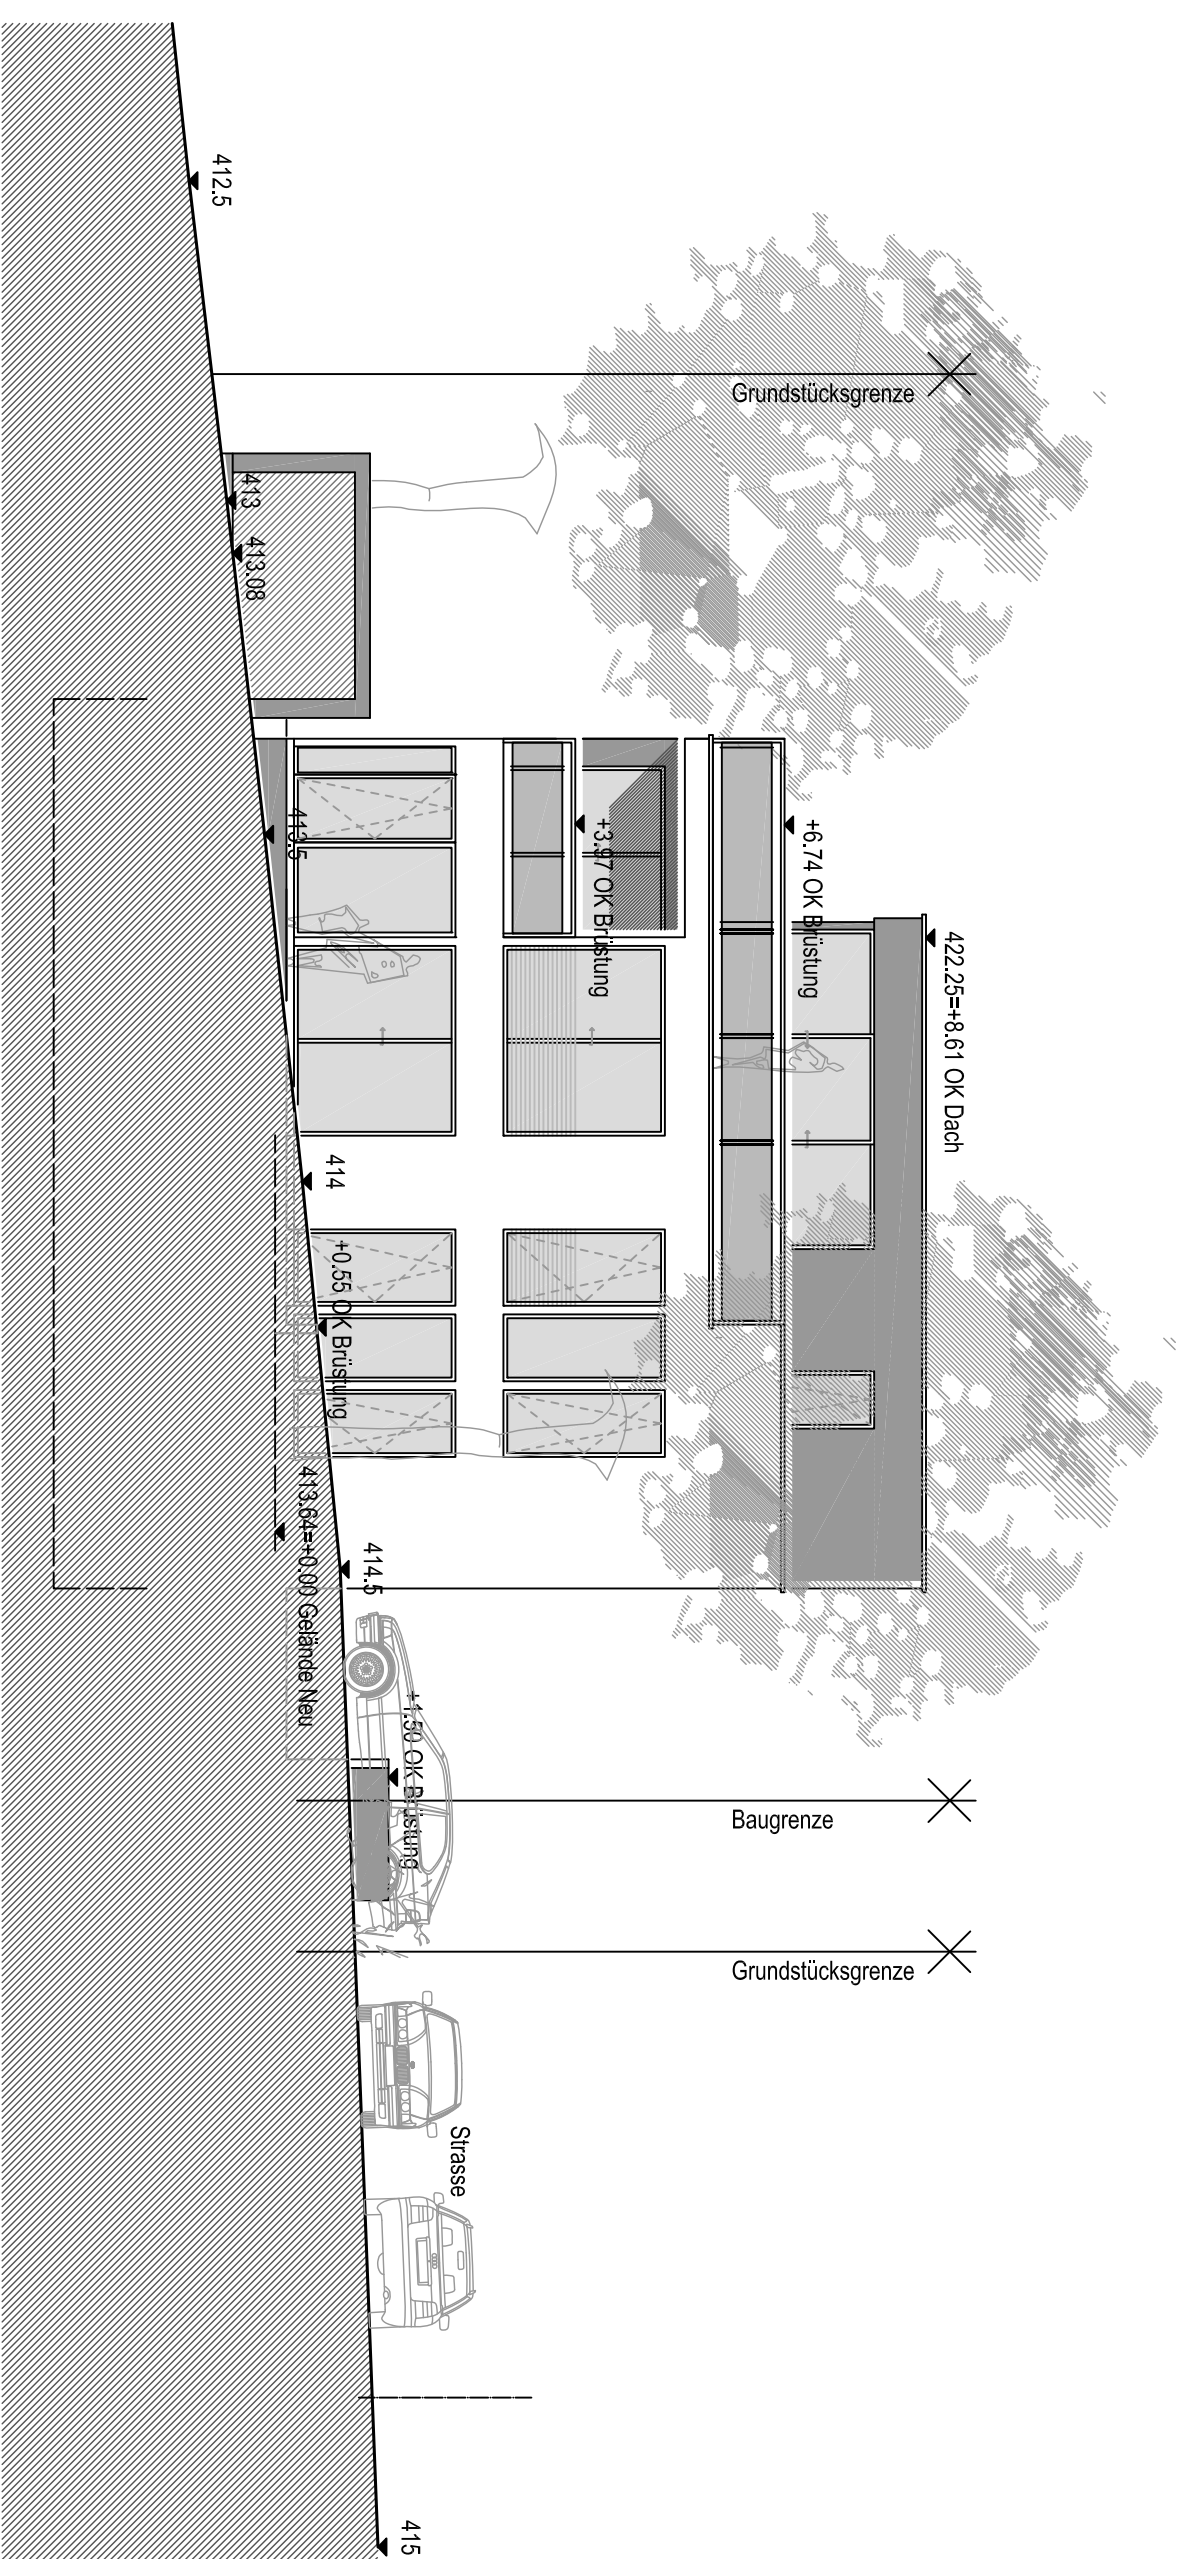 412.5
Grundstücksgrenze
413
413.08
413.5
+3.97 OK Brüstung
+6.74 OK Brüstung
422.25=+8.61 OK Dach
414
+0.55 OK Brüstung
413.64=+0.00 Gelände Neu
414.5
+1.50 OK Brüstung
Baugrenze
Grundstücksgrenze
Strasse
415